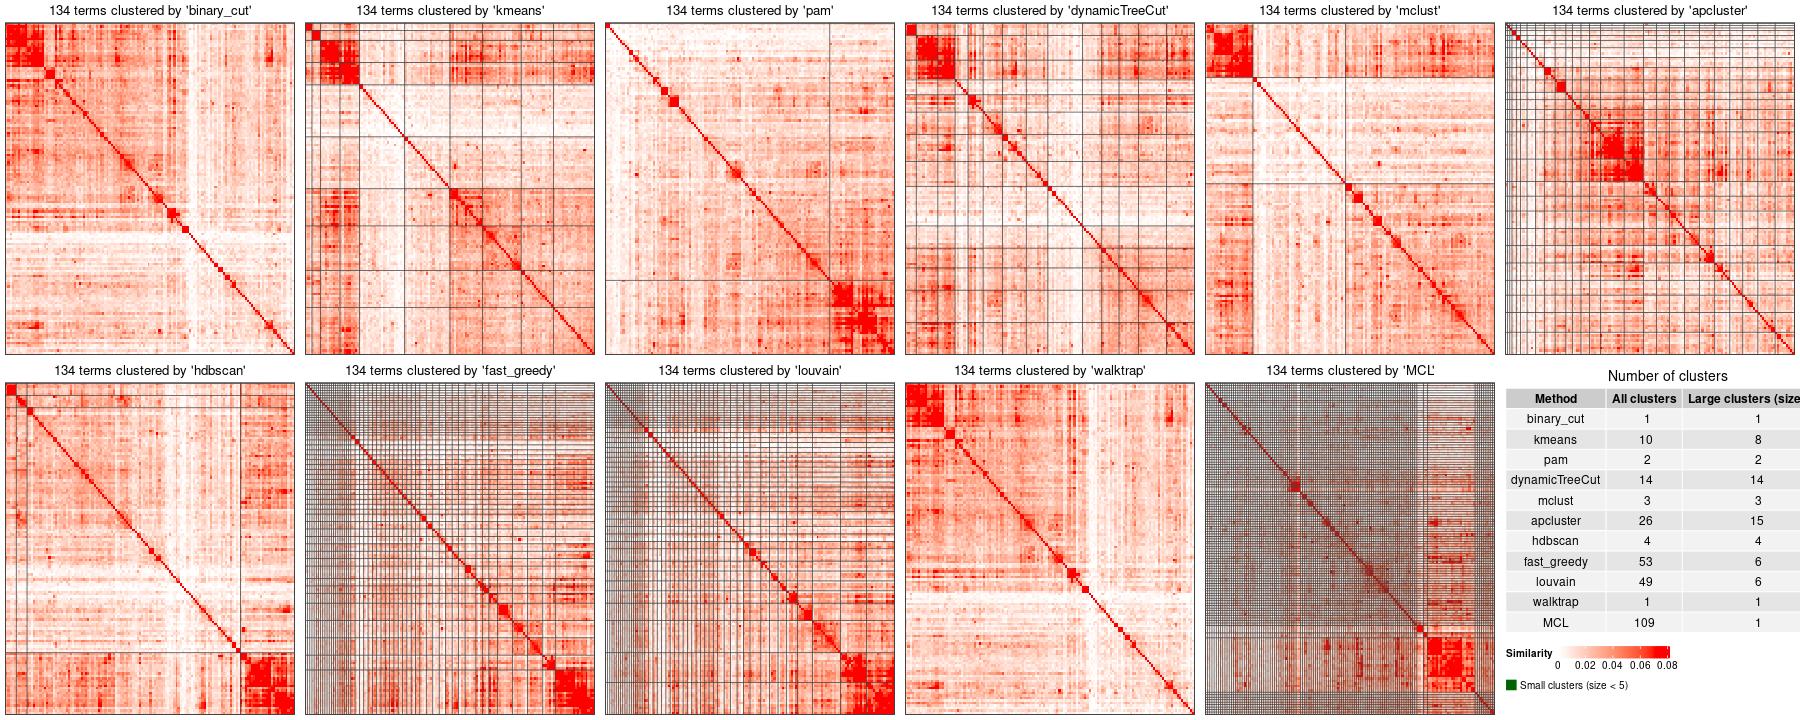 134 terms clustered by 'binary_cut'
134 terms clustered by 'kmeans'
134 terms clustered by 'pam'
134 terms clustered by 'dynamicTreeCut'
134 terms clustered by 'mclust'
134 terms clustered by 'apcluster'
134 terms clustered by 'hdbscan'
134 terms clustered by 'fast_greedy'
134 terms clustered by 'louvain'
134 terms clustered by 'walktrap'
134 terms clustered by 'MCL'
Number of clusters
Method All clusters Large clusters (size
binary_cut 1 1
kmeans 10 8
pam 2 2
dynamicTreeCut 14 14
mclust 3 3
apcluster 26 15
hdbscan 4 4
fast_greedy 53 6
louvain 49 6
walktrap 1 1
MCL 109 1
Similarity
0 0.02 0.04 0.06 0.08
Small clusters (size < 5)